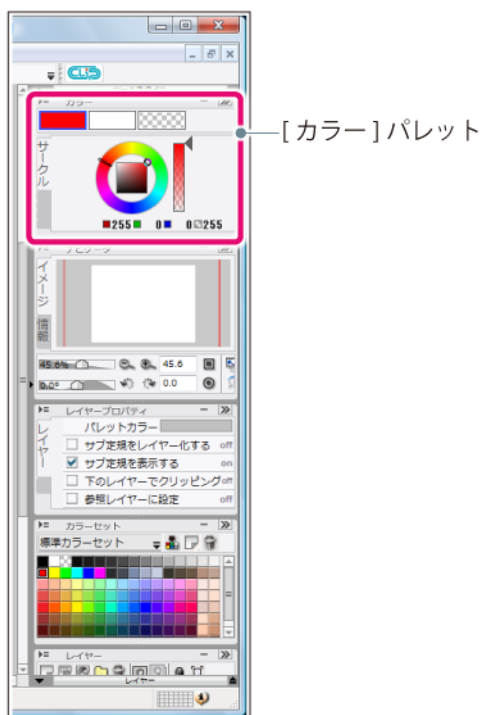 CLIS
カラー
[カラー]パレット
サークル
255 0 0 255
ナビゲータ
イメージ
情報
45.6% 45.6
0.0° 0.0
レイヤープロパティ
レイヤー
パレットカラー
サブ定規をレイヤー化する off
サブ定規を表示する on
下のレイヤーでクリッピング off
参照レイヤーに設定 off
カラーセット
標準カラーセット
レイヤー
レイヤー